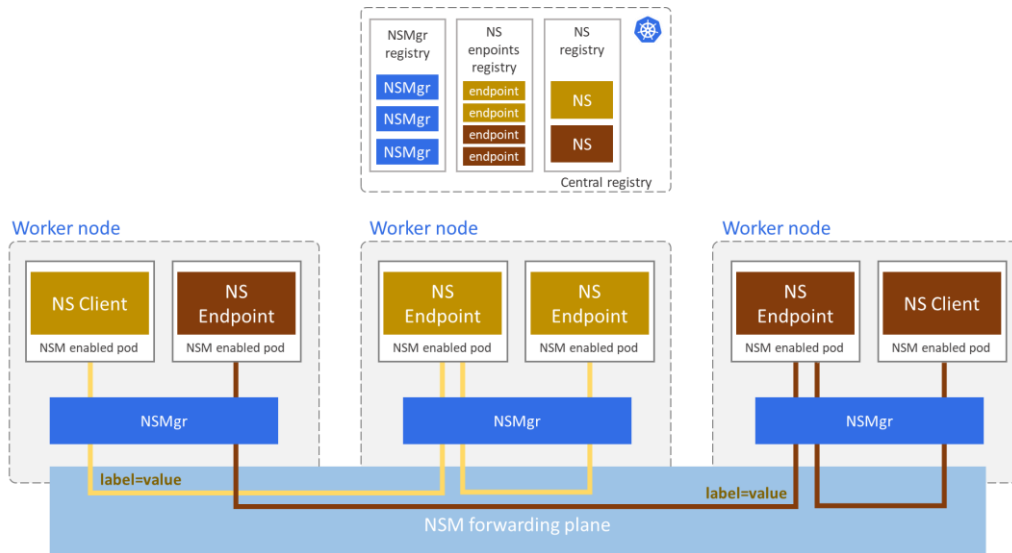 NSMgr
registry
NSMgr
NSMgr
NSMgr
NS
enpoints
registry
endpoint
endpoint
endpoint
endpoint
NS
registry
NS
NS
Central registry
Worker node
NS Client
NSM enabled pod
NS
Endpoint
NSM enabled pod
NSMgr
Worker node
NS
Endpoint
NSM enabled pod
NS
Endpoint
NSM enabled pod
NSMgr
Worker node
NS
Endpoint
NSM enabled pod
NS Client
NSM enabled pod
NSMgr
label=value
label=value
NSM forwarding plane